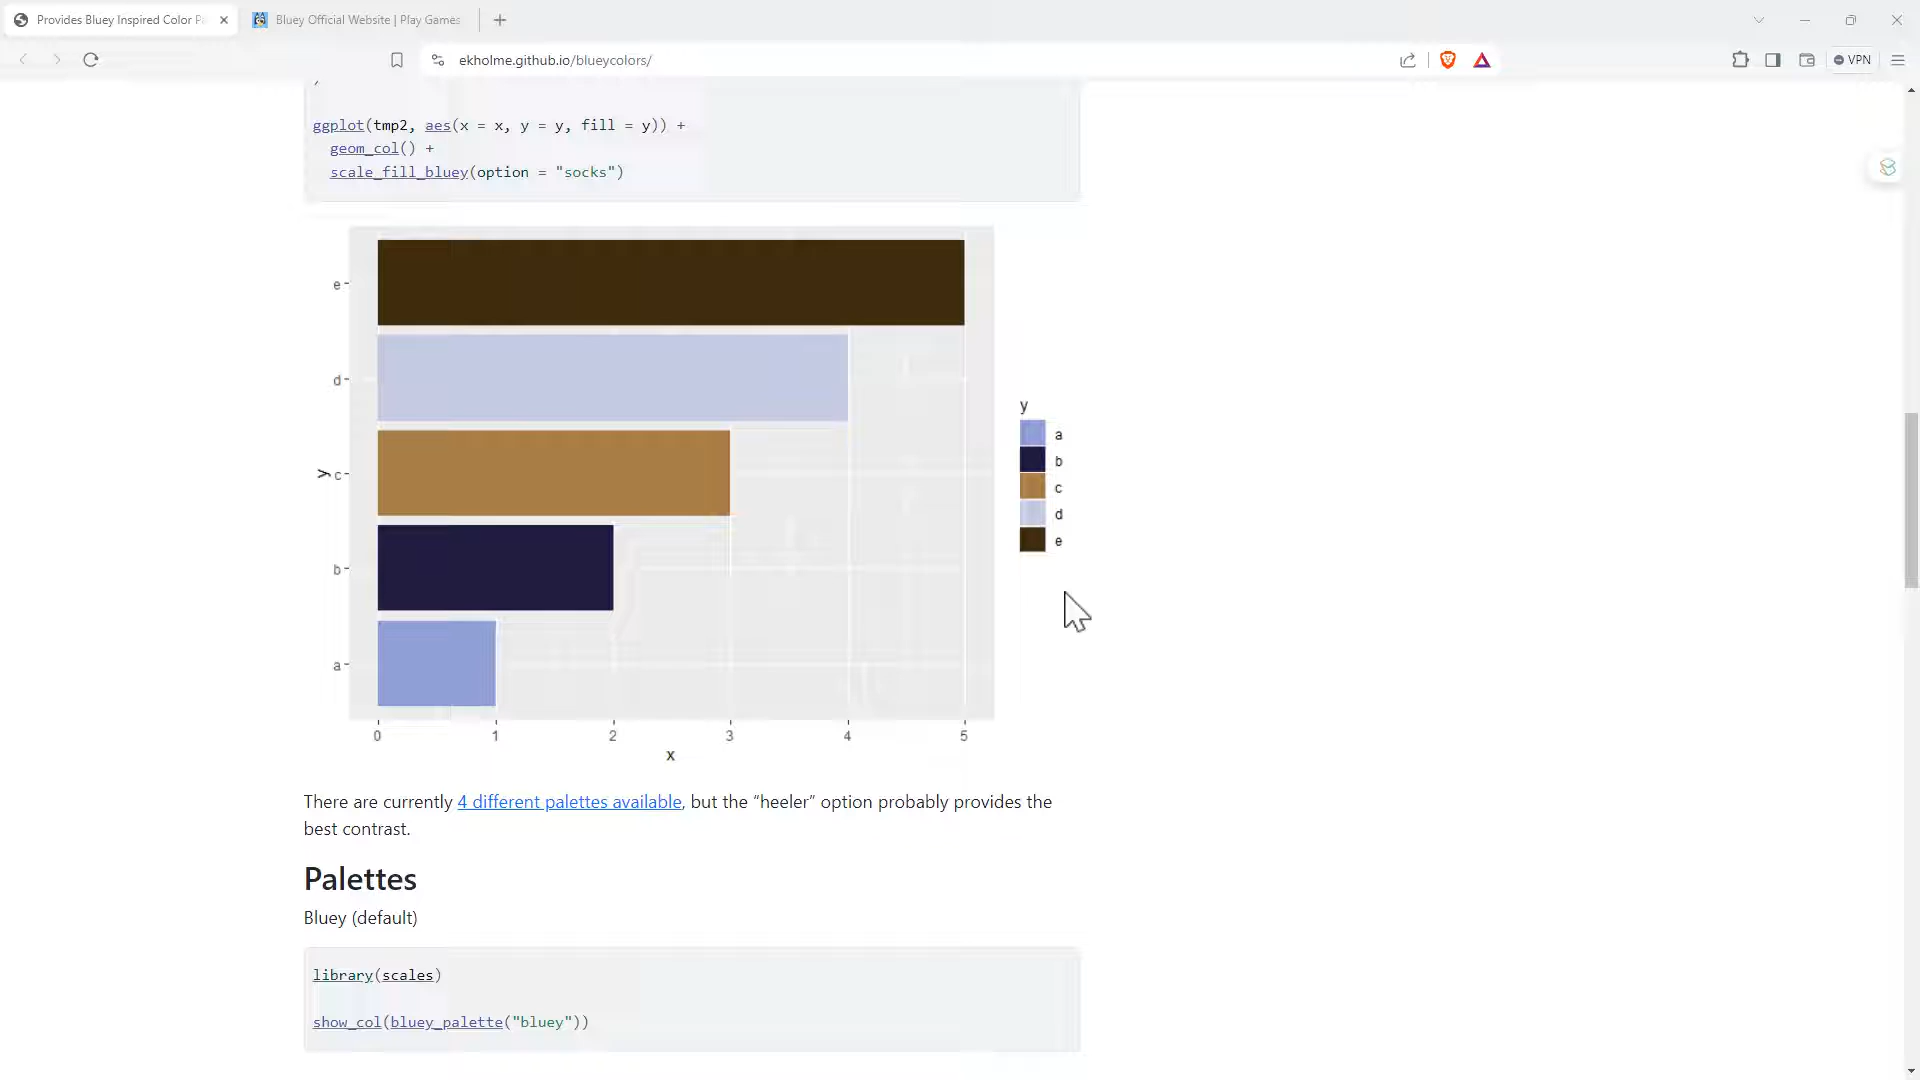 Provides Bluey Inspired Color P
Bluey Official Website | Play Games
ekholme.github.io/blueycolors/
VPN
)
ggplot(tmp2, aes(x = x, y = y, fill = y)) +
geom_col() +
scale_fill_bluey(option = "socks")
e
d
y
c
b
a
y
a
b
c
d
e
0 1 2 3 4 5
x
There are currently 4 different palettes available, but the “heeler” option probably provides the
best contrast.
Palettes
Bluey (default)
library(scales)
show_col(bluey_palette("bluey"))